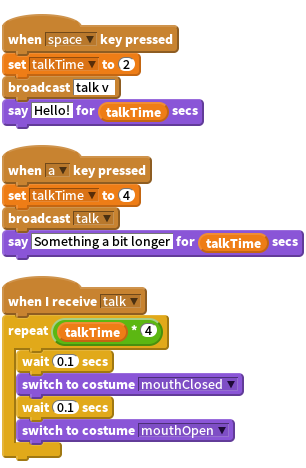 when space key pressed
set talkTime to 2
broadcast talk v
say Hello! for talkTime secs
when a key pressed
set talkTime to 4
broadcast talk
say Something a bit longer for talkTime secs
when I receive talk
repeat talkTime * 4
wait 0.1 secs
switch to costume mouthClosed
wait 0.1 secs
switch to costume mouthOpen